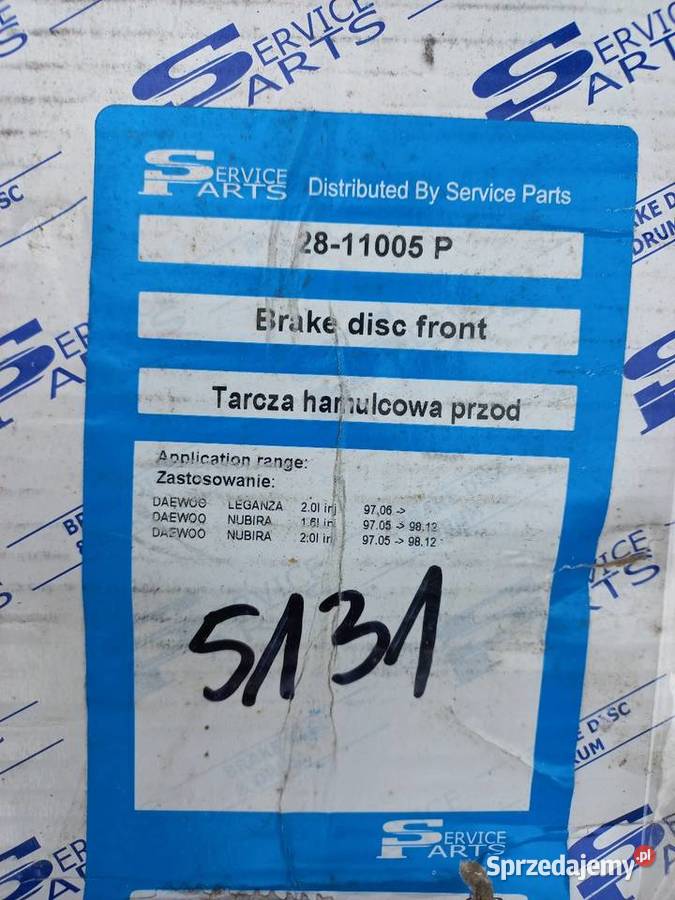 SERVICE PARTS
SERVICE PARTS
SERVICE PARTS Distributed By Service Parts
28-11005 P
Brake disc front
Tarcza hamulcowa przod
Application range:
Zastosowanie:
DAEWOO LEGANZA 2.0l inj 97.06 ->
DAEWOO NUBIRA 1.6l inj 97.05 -> 98.12
DAEWOO NUBIRA 2.0l inj 97.05 -> 98.12
5131
SERVICE PARTS
Sprzedajemy.pl